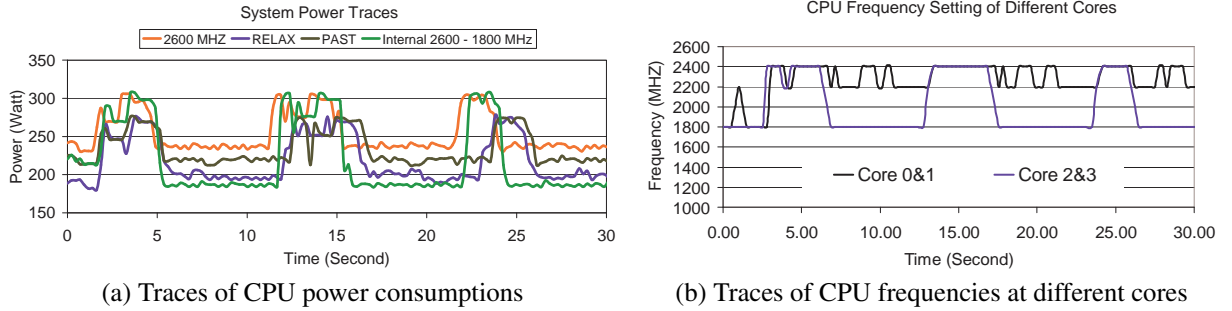 System Power Traces
2600 MHZ RELAX PAST Internal 2600 - 1800 MHz
350
300
250
200
150
Power (Watt)
0 5 10 15 20 25 30
Time (Second)
(a) Traces of CPU power consumptions
CPU Frequency Setting of Different Cores
2600
2400
2200
2000
1800
1600
1400
1200
1000
Frequency (MHZ)
Core 0&1 Core 2&3
0.00 5.00 10.00 15.00 20.00 25.00 30.00
Time (Second)
(b) Traces of CPU frequencies at different cores